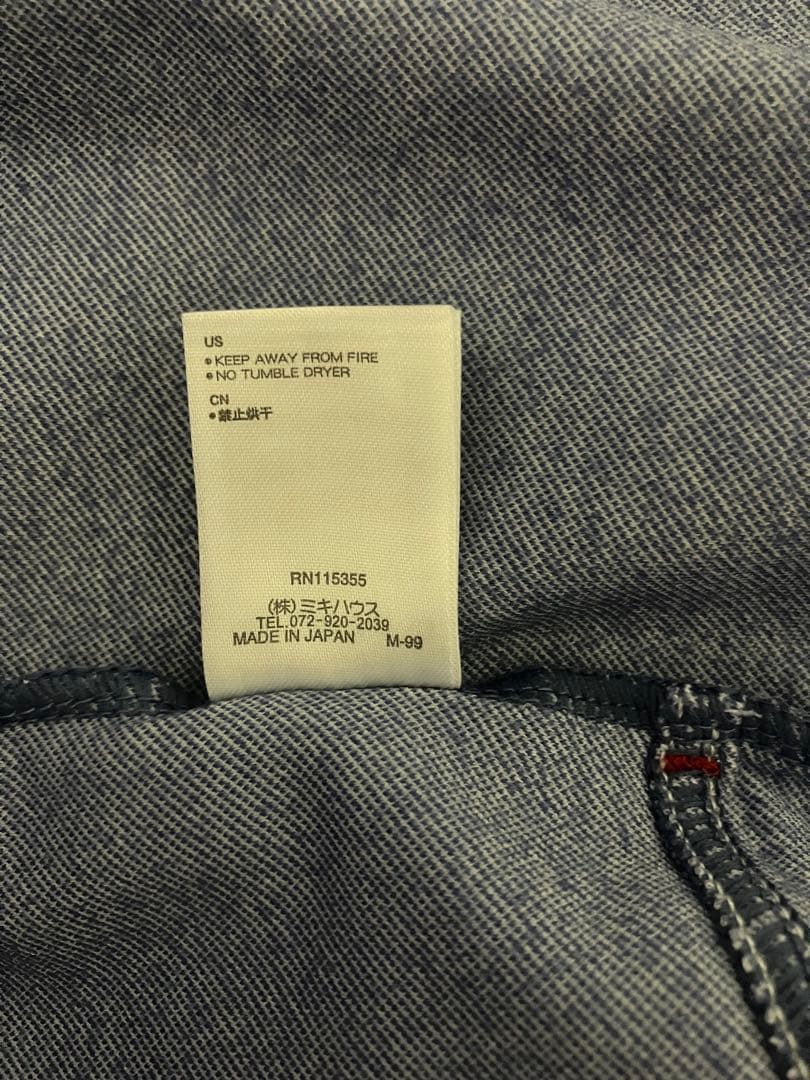 US
●KEEP AWAY FROM FIRE
●NO TUMBLE DRYER
CN
●禁止烘干
RN115355
(株)ミキハウス
TEL.072-920-2039
MADE IN JAPAN M-99